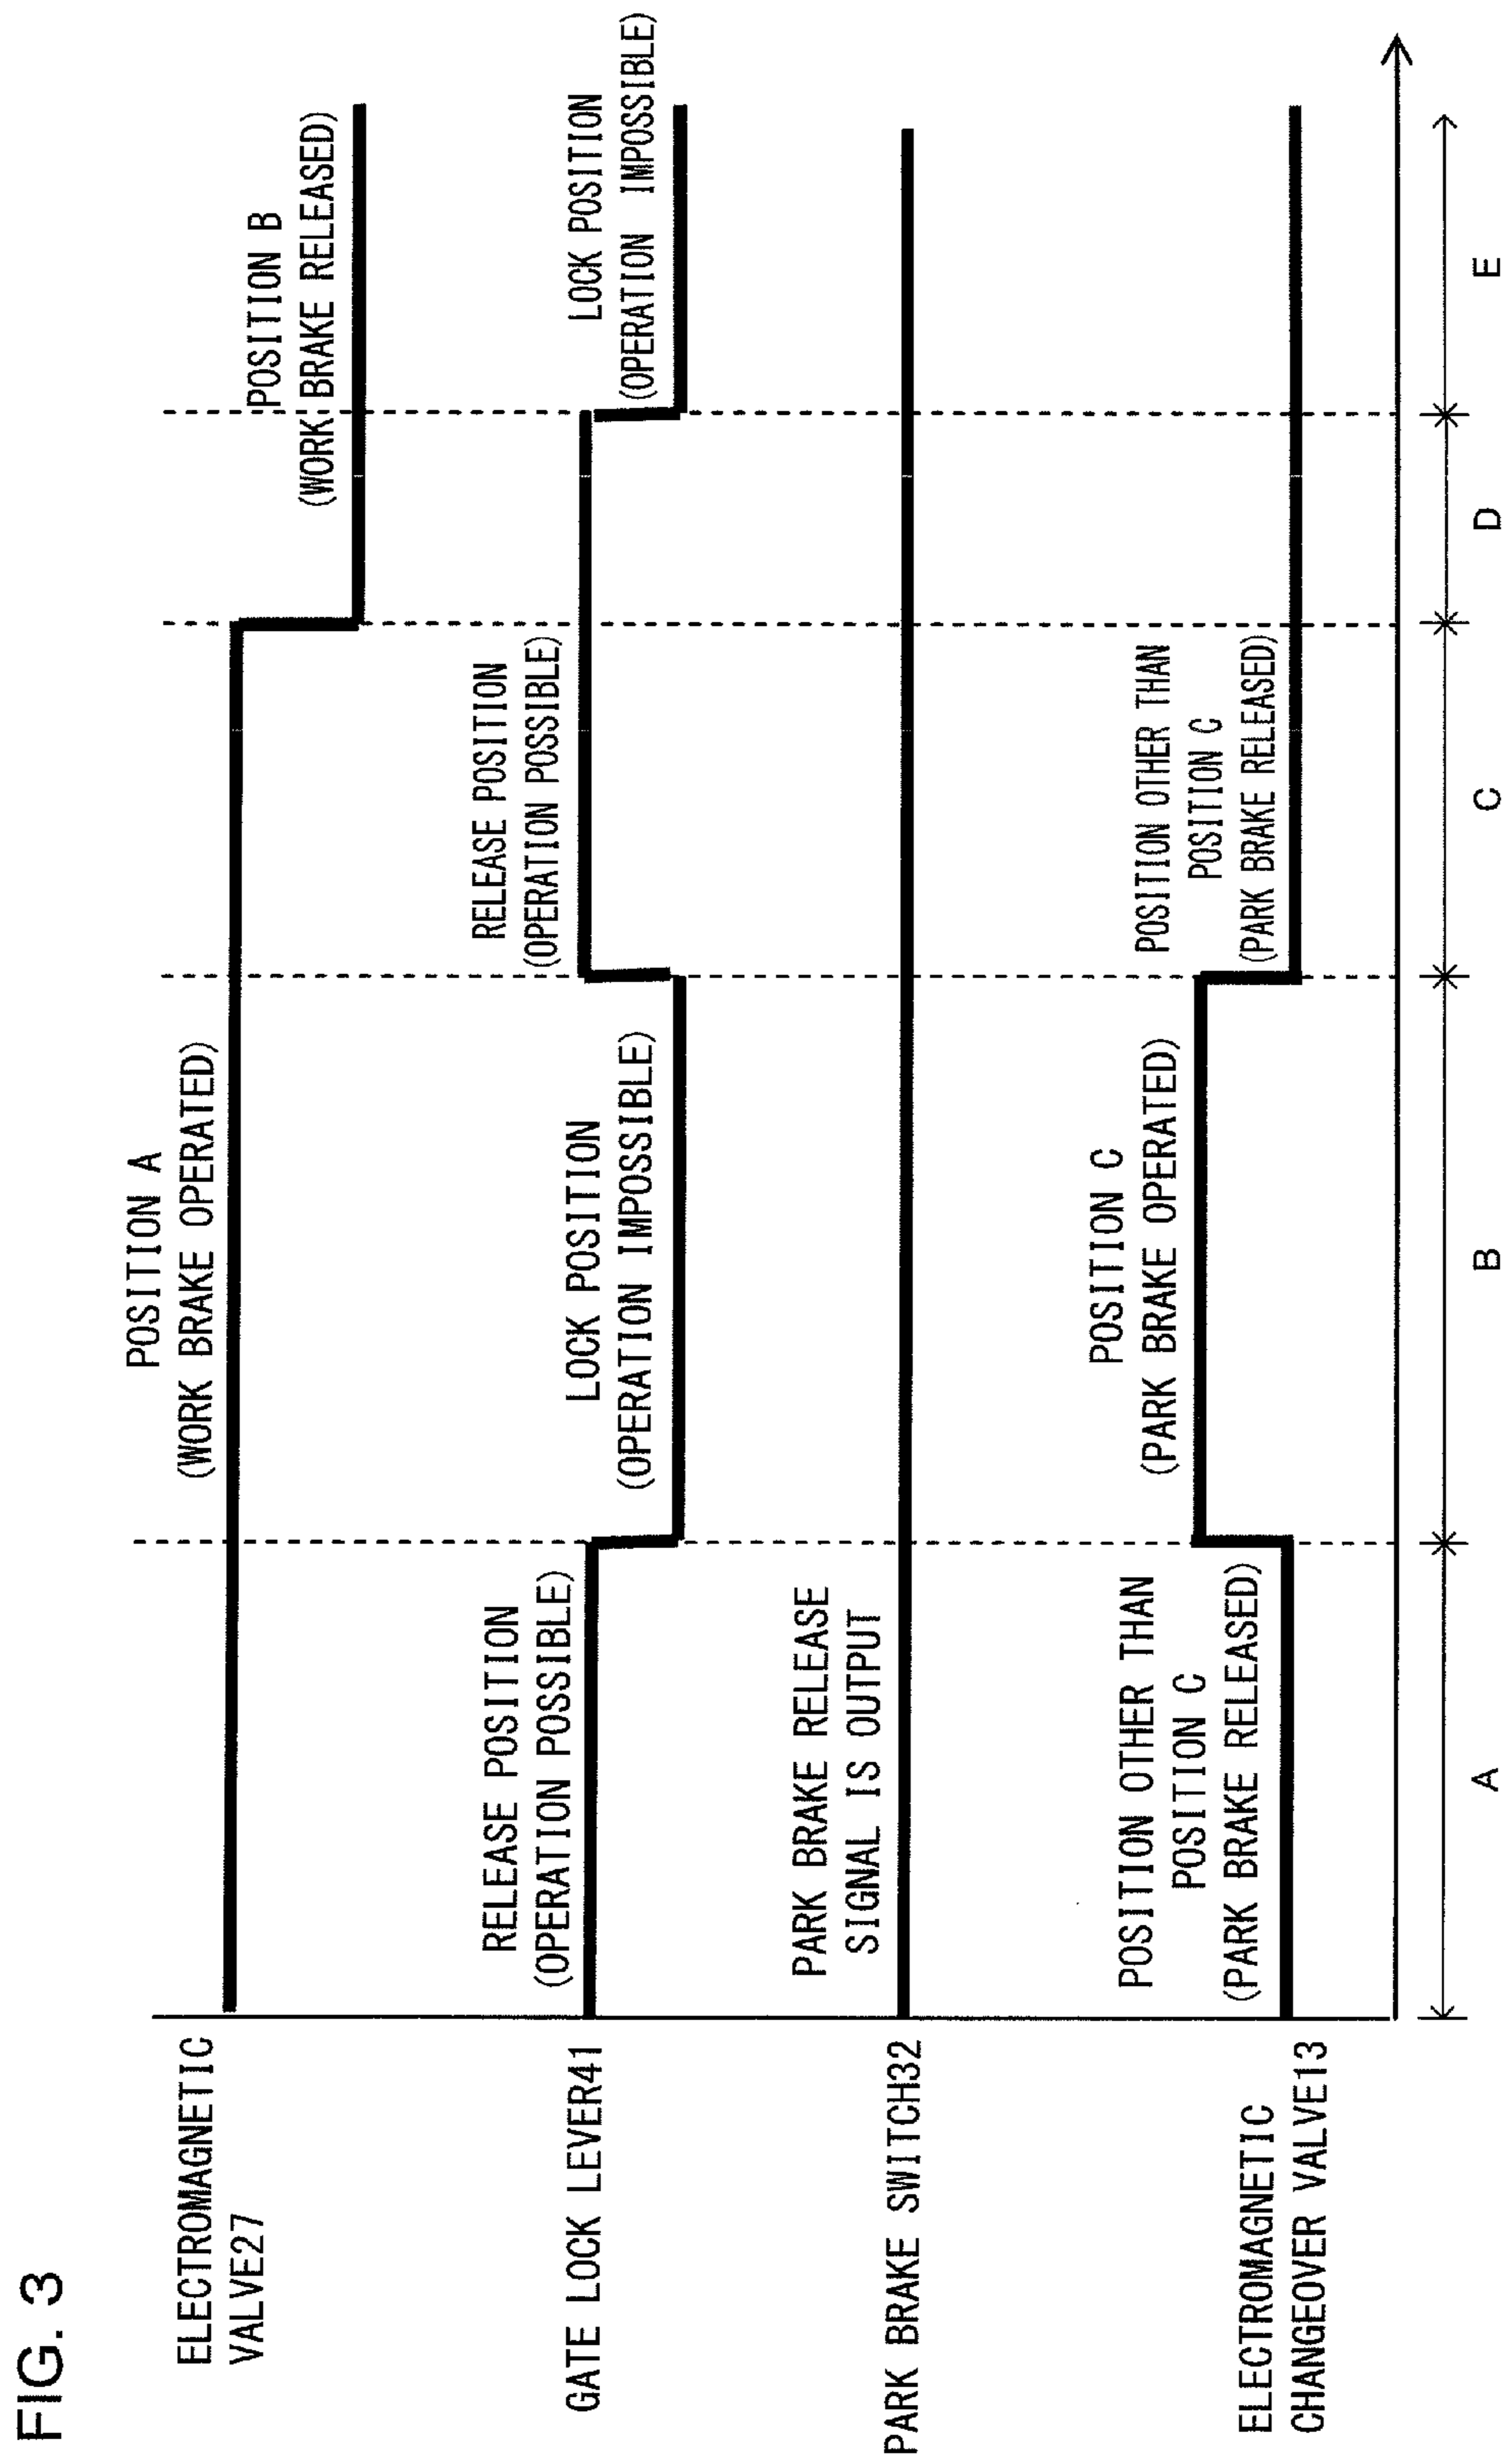 FIG. 3
ELECTROMAGNETIC
VALVE27
POSITION A
(WORK BRAKE OPERATED)
POSITION B
(WORK BRAKE RELEASED)
GATE LOCK LEVER41
RELEASE POSITION
(OPERATION POSSIBLE)
LOCK POSITION
(OPERATION IMPOSSIBLE)
RELEASE POSITION
(OPERATION POSSIBLE)
LOCK POSITION
(OPERATION IMPOSSIBLE)
PARK BRAKE SWITCH32
PARK BRAKE RELEASE
SIGNAL IS OUTPUT
ELECTROMAGNETIC
CHANGEOVER VALVE13
POSITION OTHER THAN
POSITION C
(PARK BRAKE RELEASED)
POSITION C
(PARK BRAKE OPERATED)
POSITION OTHER THAN
POSITION C
(PARK BRAKE RELEASED)
A
B
C
D
E